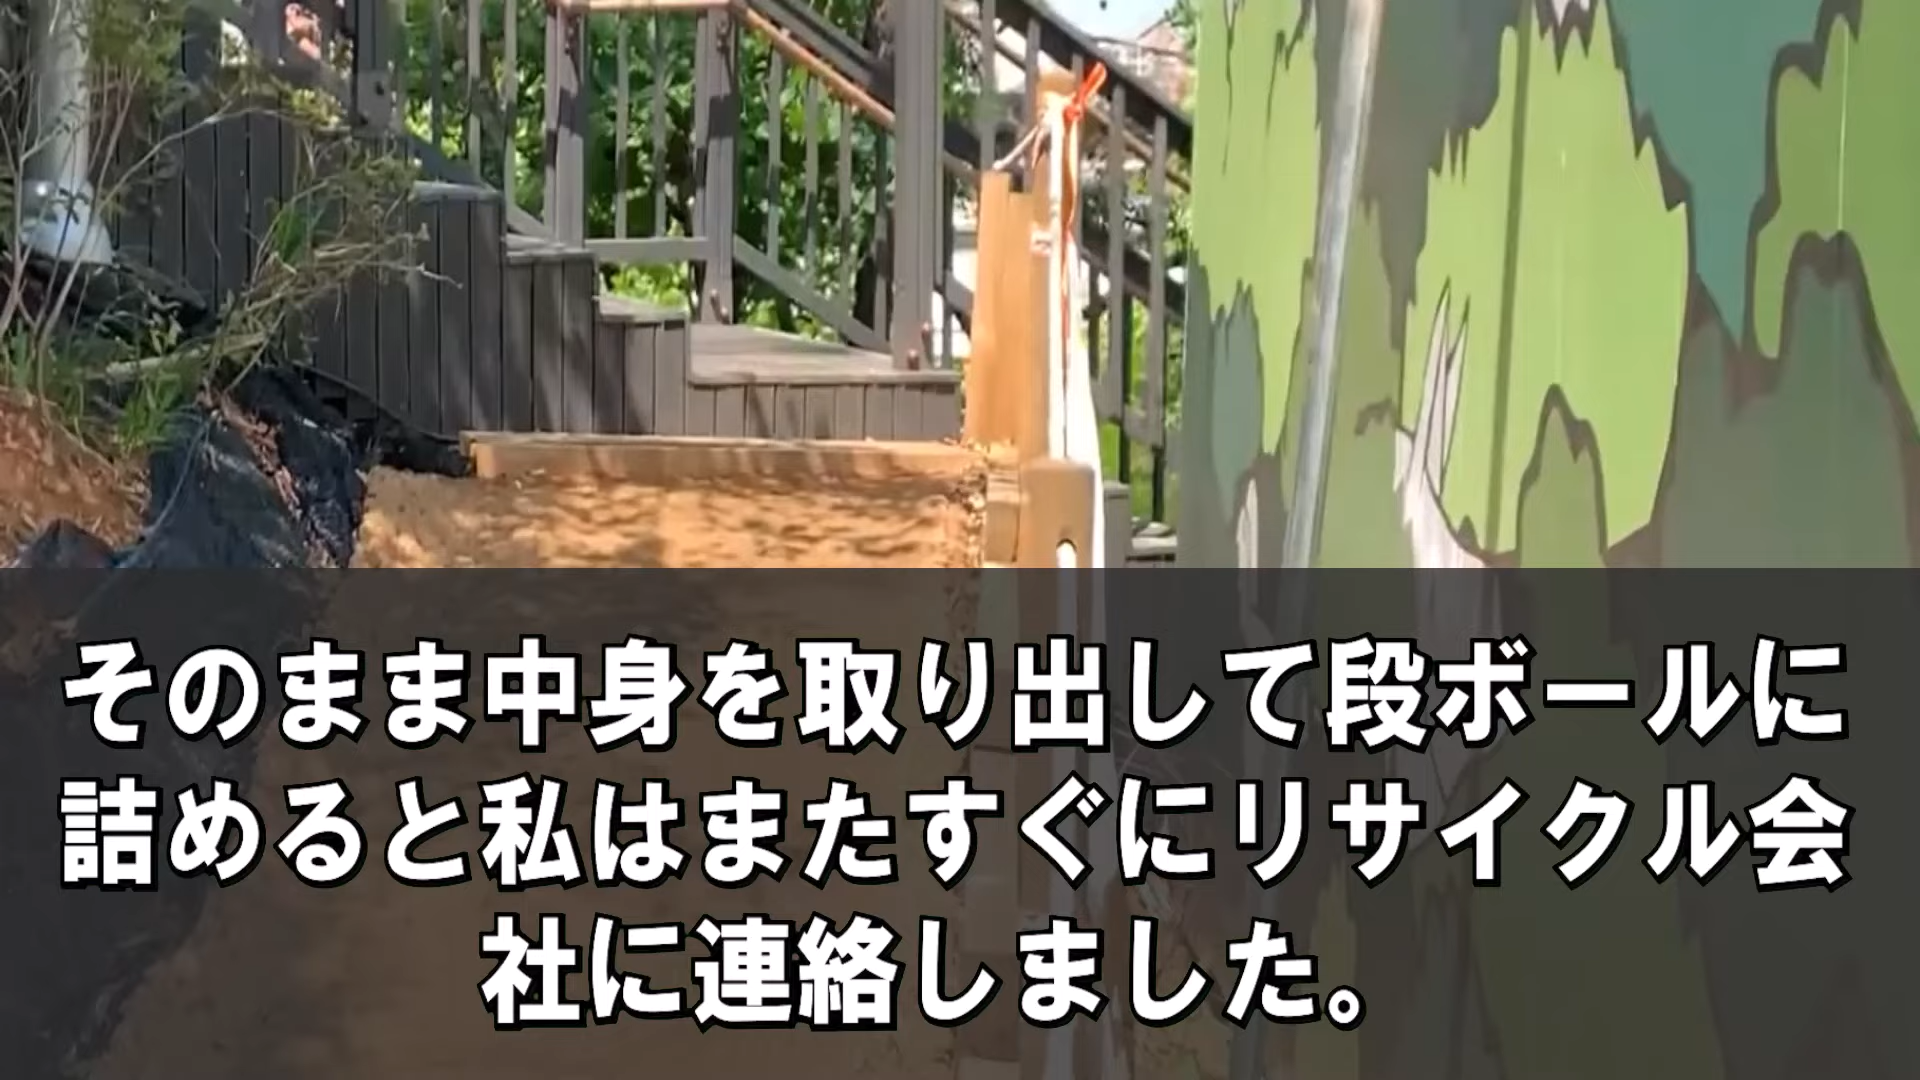 そのまま中身を取り出して段ボールに
詰めると私はまたすぐにリサイクル会
社に連絡しました。